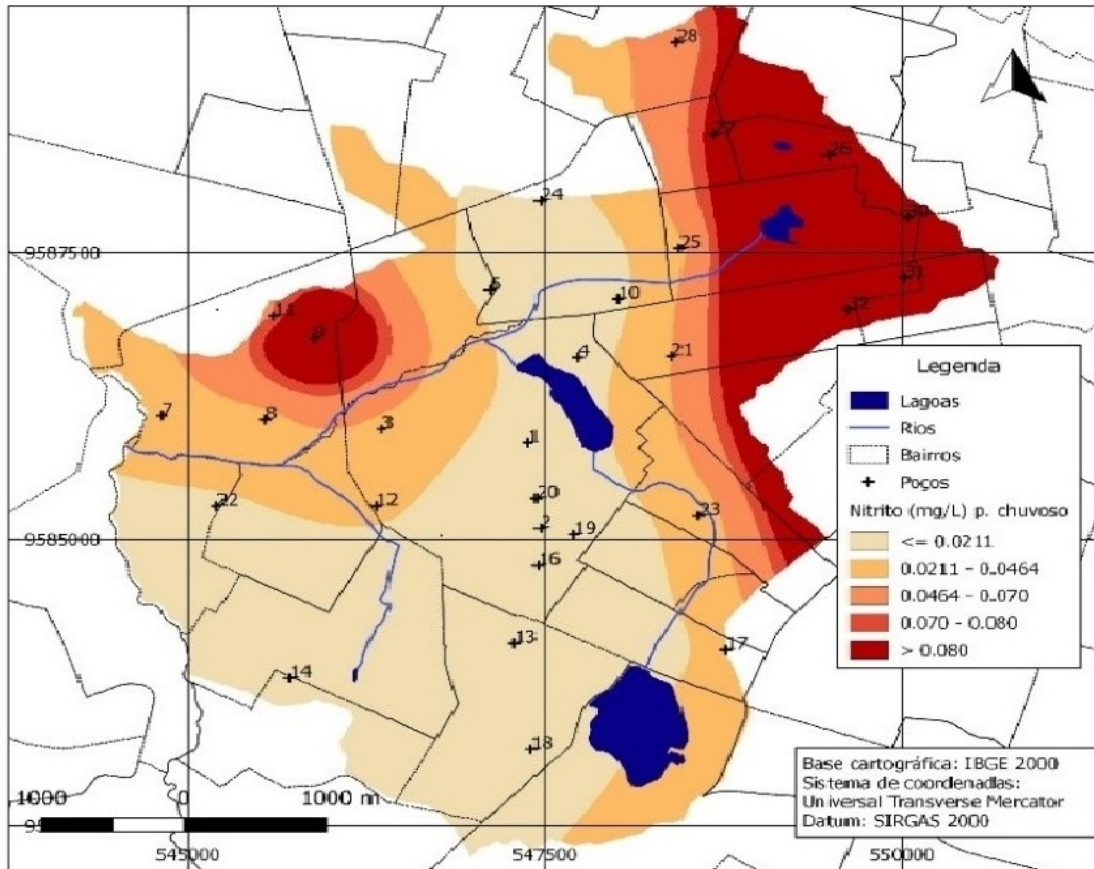 28
27
26
24
30
25
9587500
31
5
10
32
11
9
4
21
7
8
3
1
22
12
20
23
2
19
16
13
17
14
18
Legenda
Lagoas
Rios
Bairros
Poços
Nitrito (mg/L) p. chuvoso
<= 0.0211
0.0211 - 0.0464
0.0464 - 0.070
0.070 - 0.080
> 0.080
9585000
Base cartográfica: IBGE 2000
Sistema de coordenadas:
Universal Transverse Mercator
Datum: SIRGAS 2000
1000 0 1000 m
545000 547500 550000